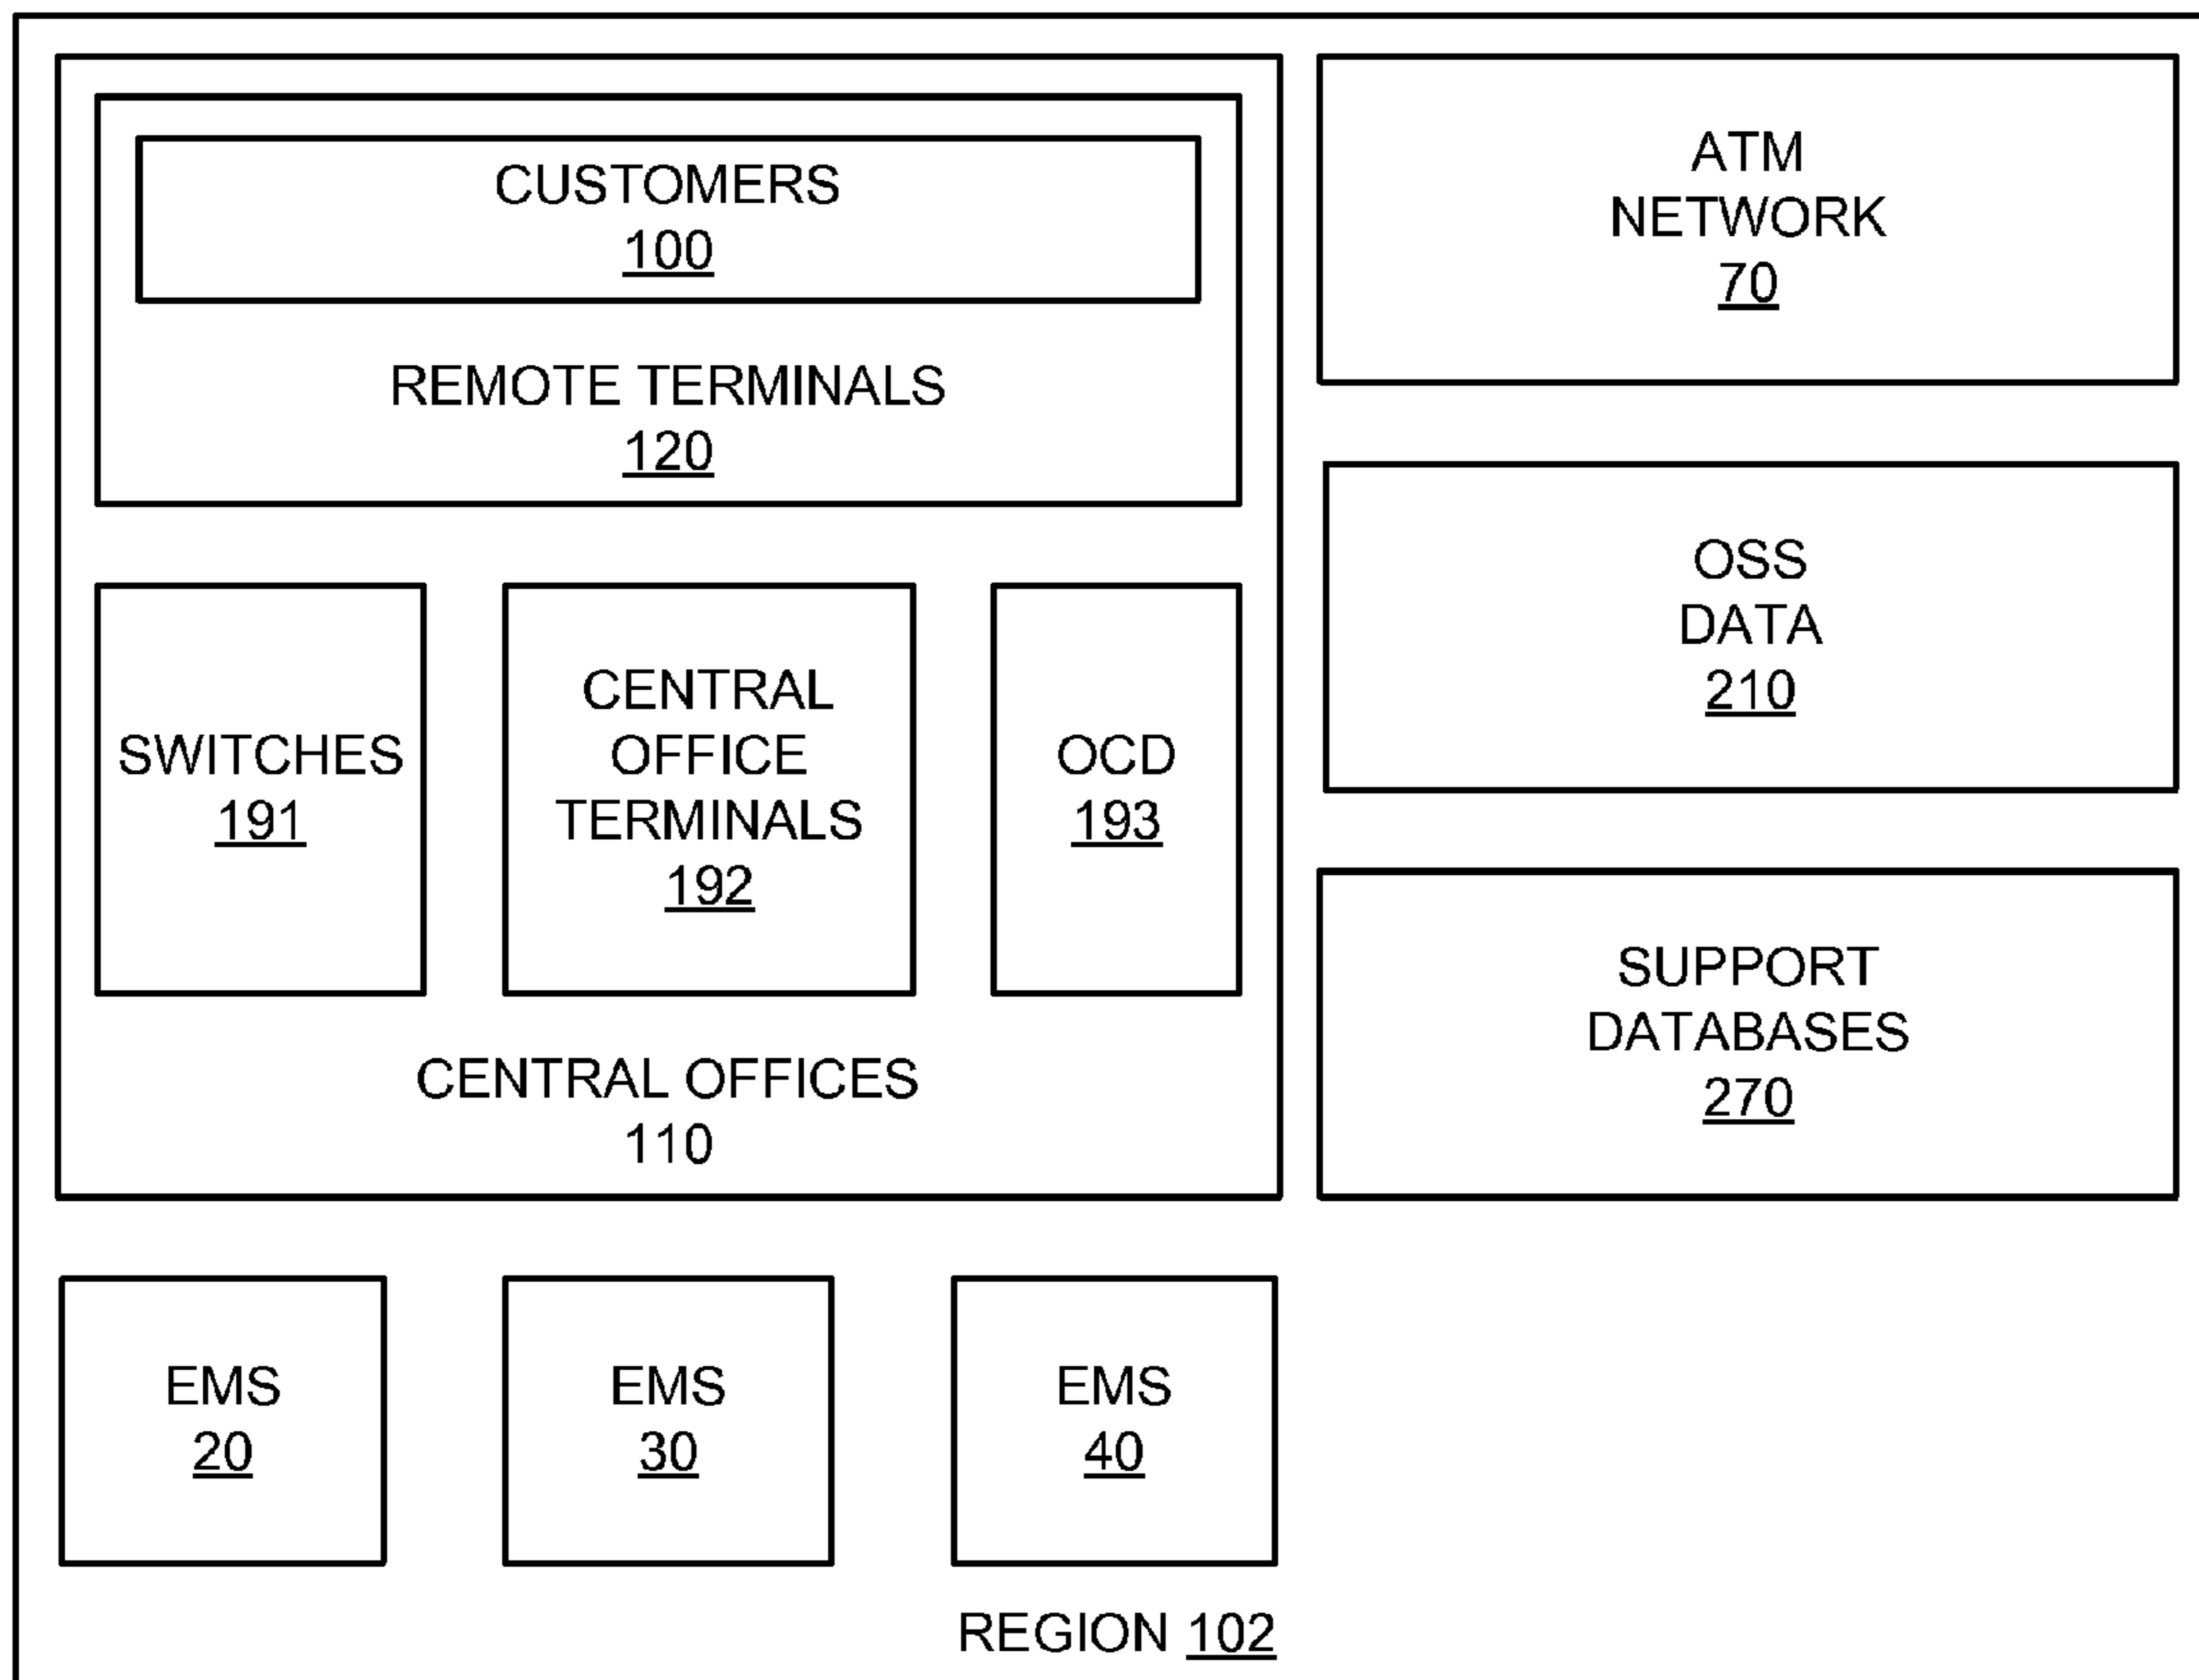 CUSTOMERS
100
REMOTE TERMINALS
120
SWITCHES
191
CENTRAL
OFFICE
TERMINALS
192
OCD
193
CENTRAL OFFICES
110
ATM
NETWORK
70
OSS
DATA
210
SUPPORT
DATABASES
270
EMS
20
EMS
30
EMS
40
REGION 102